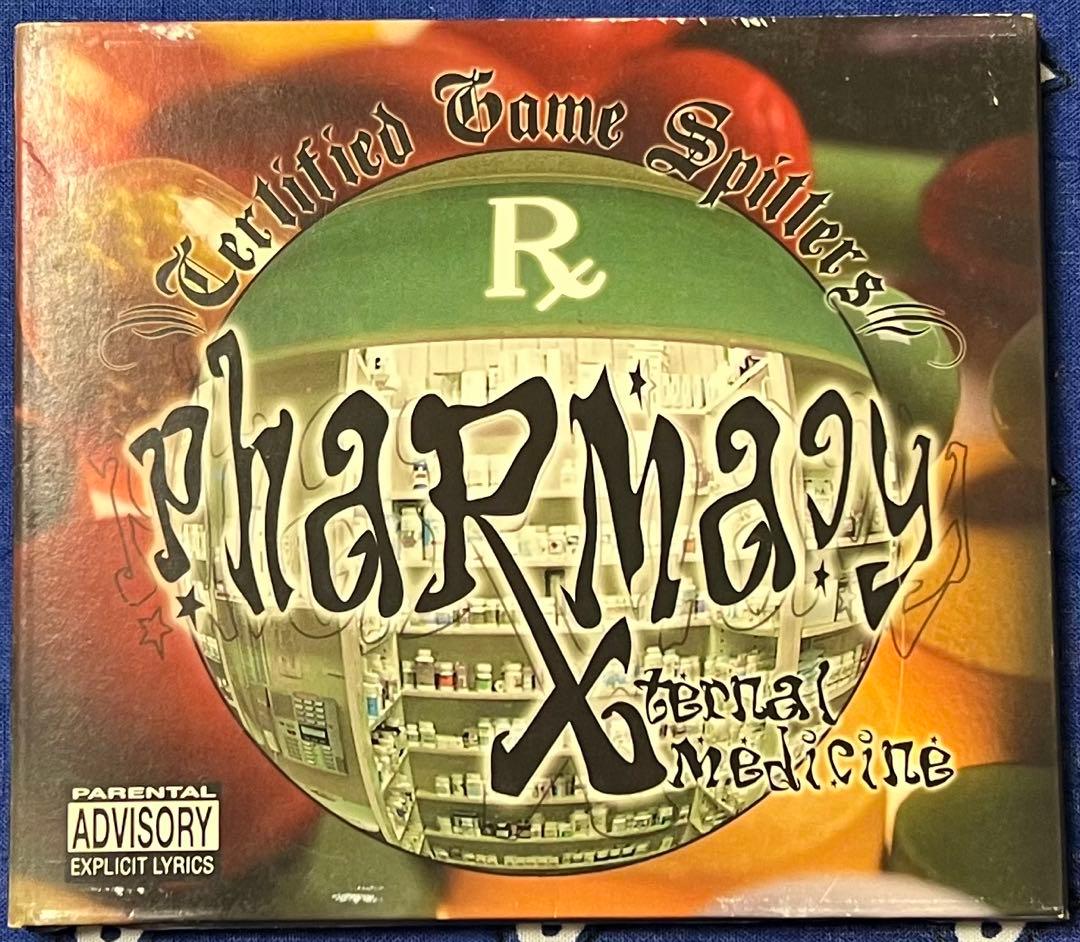 Certified Game Spitters
Rx
pharmacy
Xternal
medicine
PARENTAL
ADVISORY
EXPLICIT LYRICS